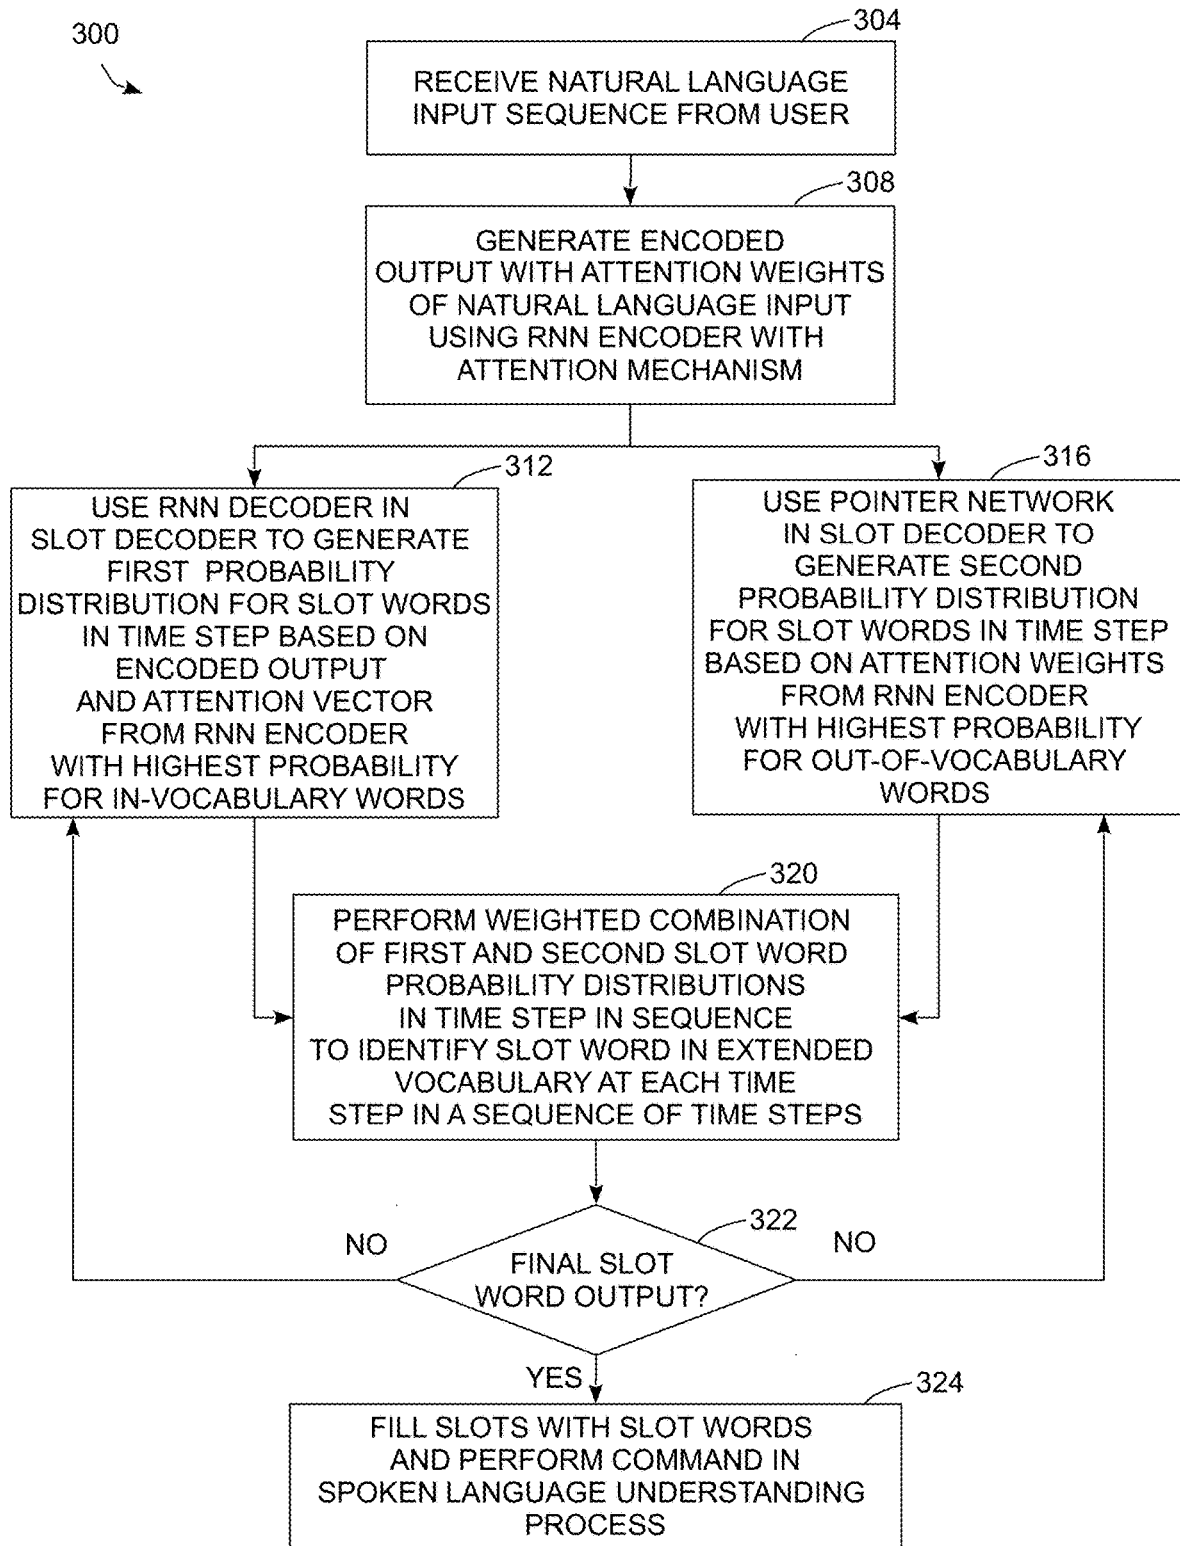 300
304
RECEIVE NATURAL LANGUAGE
INPUT SEQUENCE FROM USER
308
GENERATE ENCODED
OUTPUT WITH ATTENTION WEIGHTS
OF NATURAL LANGUAGE INPUT
USING RNN ENCODER WITH
ATTENTION MECHANISM
312
USE RNN DECODER IN
SLOT DECODER TO GENERATE
FIRST PROBABILITY
DISTRIBUTION FOR SLOT WORDS
IN TIME STEP BASED ON
ENCODED OUTPUT
AND ATTENTION VECTOR
FROM RNN ENCODER
WITH HIGHEST PROBABILITY
FOR IN-VOCABULARY WORDS
316
USE POINTER NETWORK
IN SLOT DECODER TO
GENERATE SECOND
PROBABILITY DISTRIBUTION
FOR SLOT WORDS IN TIME STEP
BASED ON ATTENTION WEIGHTS
FROM RNN ENCODER
WITH HIGHEST PROBABILITY
FOR OUT-OF-VOCABULARY
WORDS
320
PERFORM WEIGHTED COMBINATION
OF FIRST AND SECOND SLOT WORD
PROBABILITY DISTRIBUTIONS
IN TIME STEP IN SEQUENCE
TO IDENTIFY SLOT WORD IN EXTENDED
VOCABULARY AT EACH TIME
STEP IN A SEQUENCE OF TIME STEPS
322
NO
FINAL SLOT
WORD OUTPUT?
NO
YES
324
FILL SLOTS WITH SLOT WORDS
AND PERFORM COMMAND IN
SPOKEN LANGUAGE UNDERSTANDING
PROCESS